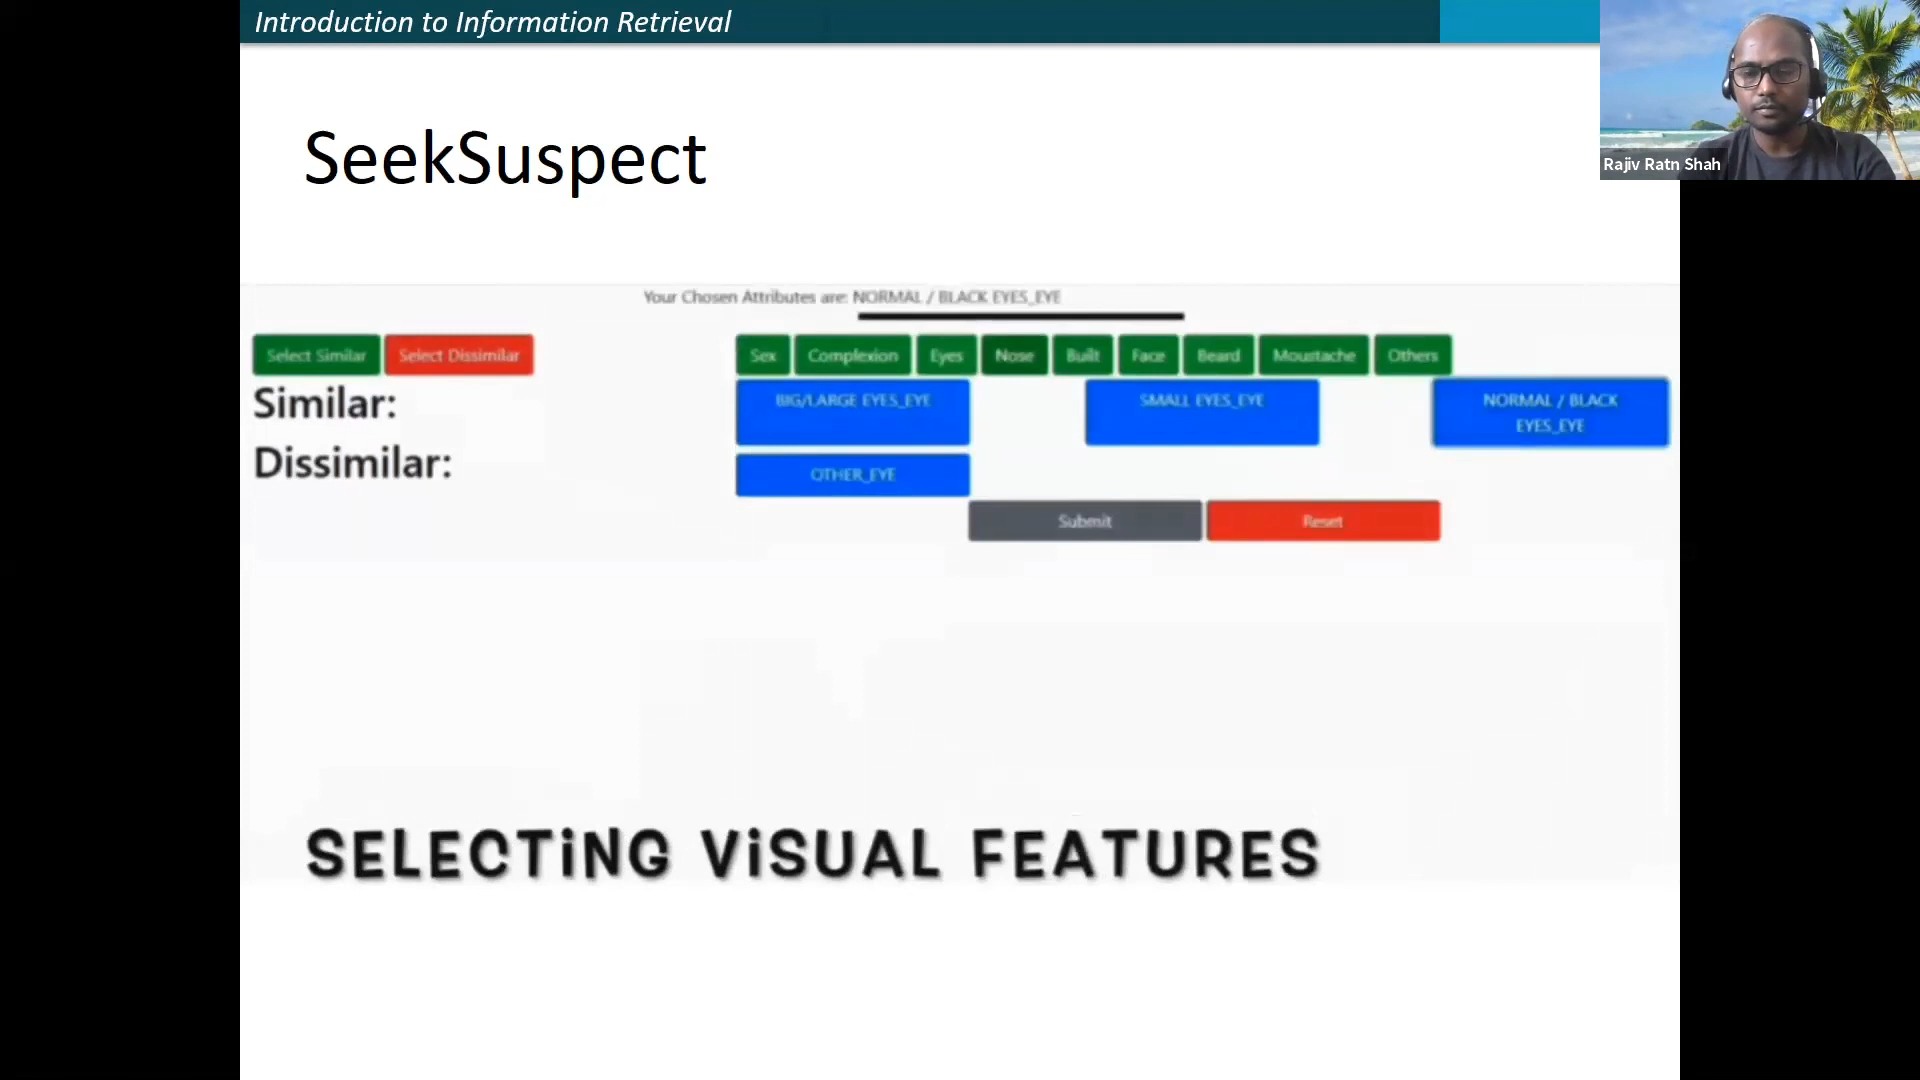 Introduction to Information Retrieval
Rajiv Ratn Shah
SeekSuspect
Your Chosen Attributes are: NORMAL / BLACK EYES_EYE
Select Similar Select Dissimilar
Sex Complexion Eyes Nose Built Face Beard Moustache Others
Similar:
BIG/LARGE EYES_EYE SMALL EYES_EYE NORMAL / BLACK
EYES_EYE
Dissimilar:
OTHER_EYE
Submit Reset
SELECTiNG ViSUAL FEATURES